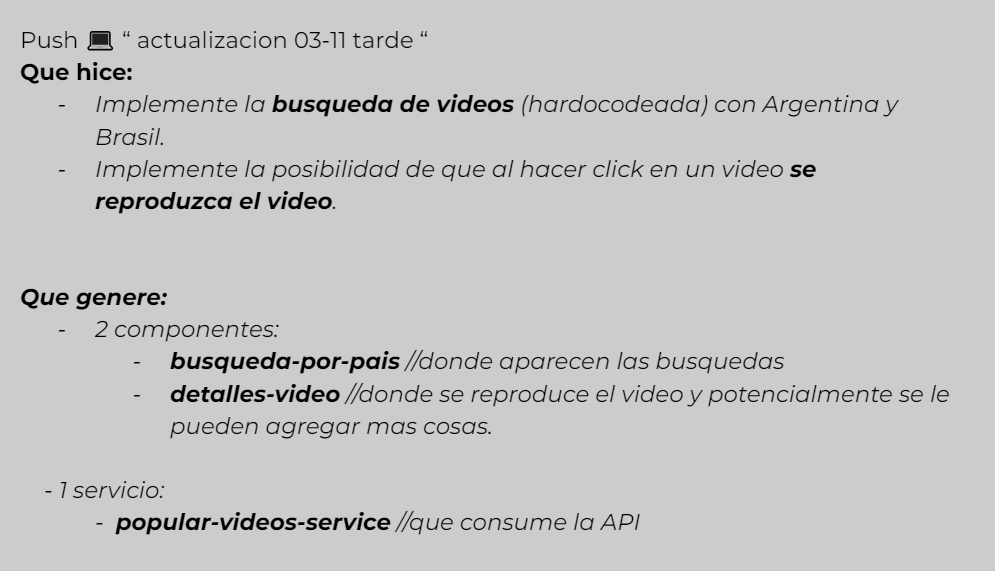 Push 💻 “ actualizacion 03-11 tarde “
Que hice:
- Implemente la busqueda de videos (hardocodeada) con Argentina y
Brasil.
- Implemente la posibilidad de que al hacer click en un video se
reproduzca el video.
Que genere:
- 2 componentes:
- busqueda-por-pais //donde aparecen las busquedas
- detalles-video //donde se reproduce el video y potencialmente se le
pueden agregar mas cosas.
- 1 servicio:
- popular-videos-service //que consume la API